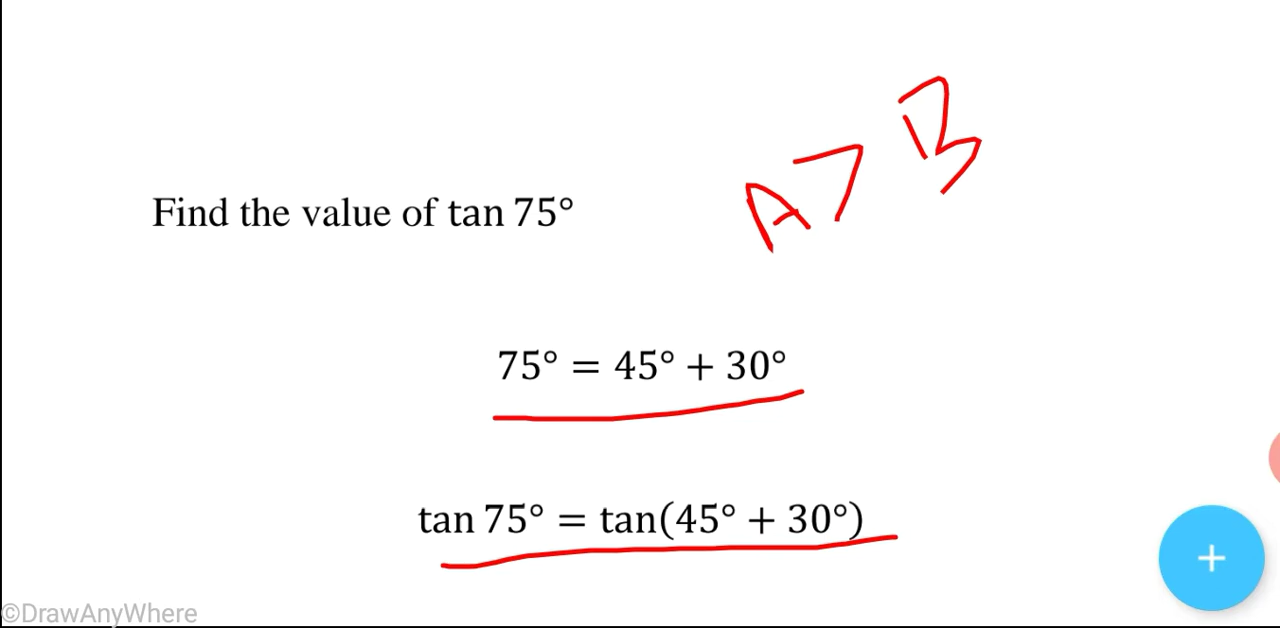 A > B
Find the value of tan 75°
75° = 45° + 30°
tan 75° = tan(45° + 30°)
+
©DrawAnyWhere